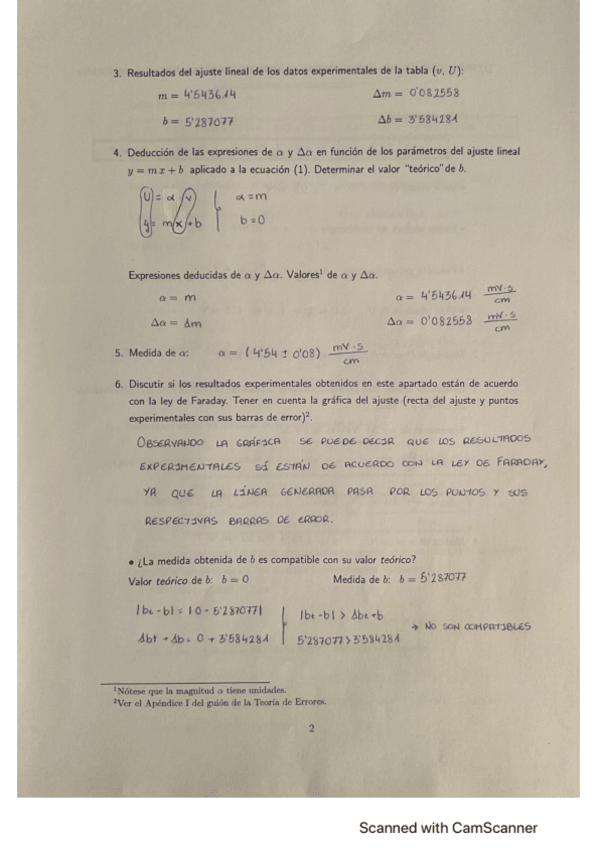 3. Resultados del ajuste lineal de los datos experimentales de la tabla (v, U):
m = 4'543614 Δm = 0'082558
b = 5'287077 Δb = 3'584281
4. Deducción de las expresiones de α y Δα en función de los parámetros del ajuste lineal
y = m x + b aplicado a la ecuación (1). Determinar el valor "teórico" de b.
U = α v α = m
y = m x + b b = 0
Expresiones deducidas de α y Δα. Valores¹ de α y Δα.
α = m α = 4'543614 mV·s/cm
Δα = Δm Δα = 0'082558 mV·s/cm
5. Medida de α: α = (4'54 ± 0'08) mV·s/cm
6. Discutir si los resultados experimentales obtenidos en este apartado están de acuerdo
con la ley de Faraday. Tener en cuenta la gráfica del ajuste (recta del ajuste y puntos
experimentales con sus barras de error)².
OBSERVANDO LA GRÁFICA SE PUEDE DECIR QUE LOS RESULTADOS
EXPERIMENTALES SÍ ESTÁN DE ACUERDO CON LA LEY DE FARADAY,
YA QUE LA LÍNEA GENERADA PASA POR LOS PUNTOS Y SUS
RESPECTIVAS BARRAS DE ERROR.
• ¿La medida obtenida de b es compatible con su valor teórico?
Valor teórico de b: b = 0 Medida de b: b = 5'287077
|bt - b| = |0 - 5'287077| |bt - b| > Δbt + b
Δbt + Δb = 0 + 3'584281 5'287077 > 3'584281
→ NO SON COMPATIBLES
¹Nótese que la magnitud α tiene unidades.
²Ver el Apéndice I del guión de la Teoría de Errores.
2
Scanned with CamScanner